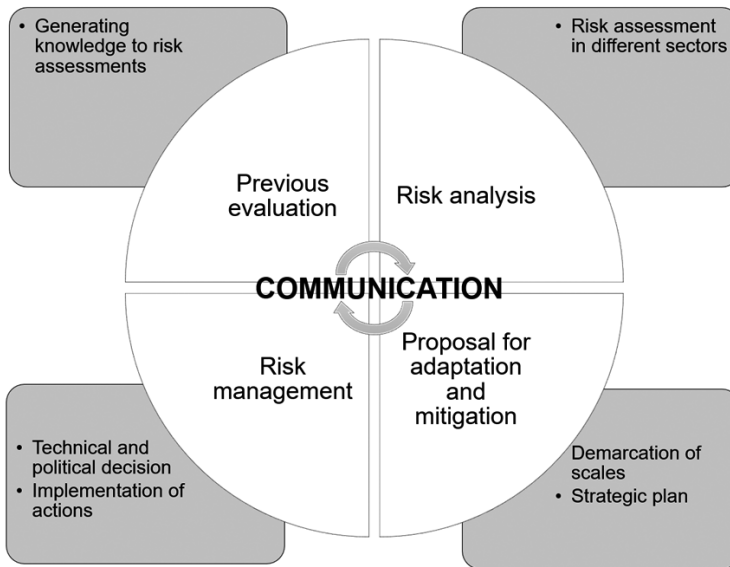 • Generating
knowledge to risk
assessments
• Risk assessment
in different sectors
Previous
evaluation
Risk analysis
COMMUNICATION
Risk
management
Proposal for
adaptation
and
mitigation
• Technical and
political decision
• Implementation of
actions
Demarcation of
scales
• Strategic plan